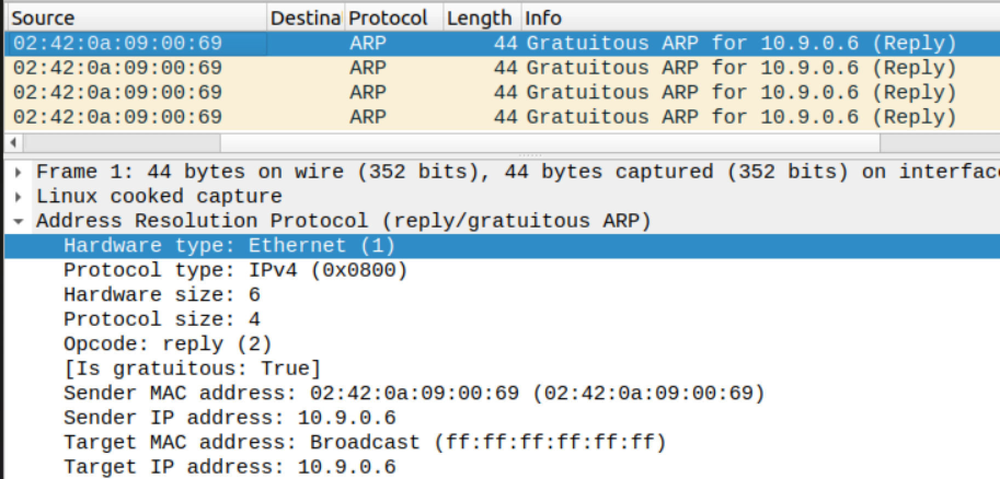 Source Destina Protocol Length Info
02:42:0a:09:00:69 ARP 44 Gratuitous ARP for 10.9.0.6 (Reply)
02:42:0a:09:00:69 ARP 44 Gratuitous ARP for 10.9.0.6 (Reply)
02:42:0a:09:00:69 ARP 44 Gratuitous ARP for 10.9.0.6 (Reply)
02:42:0a:09:00:69 ARP 44 Gratuitous ARP for 10.9.0.6 (Reply)
Frame 1: 44 bytes on wire (352 bits), 44 bytes captured (352 bits) on interfac
Linux cooked capture
Address Resolution Protocol (reply/gratuitous ARP)
Hardware type: Ethernet (1)
Protocol type: IPv4 (0x0800)
Hardware size: 6
Protocol size: 4
Opcode: reply (2)
[Is gratuitous: True]
Sender MAC address: 02:42:0a:09:00:69 (02:42:0a:09:00:69)
Sender IP address: 10.9.0.6
Target MAC address: Broadcast (ff:ff:ff:ff:ff:ff)
Target IP address: 10.9.0.6